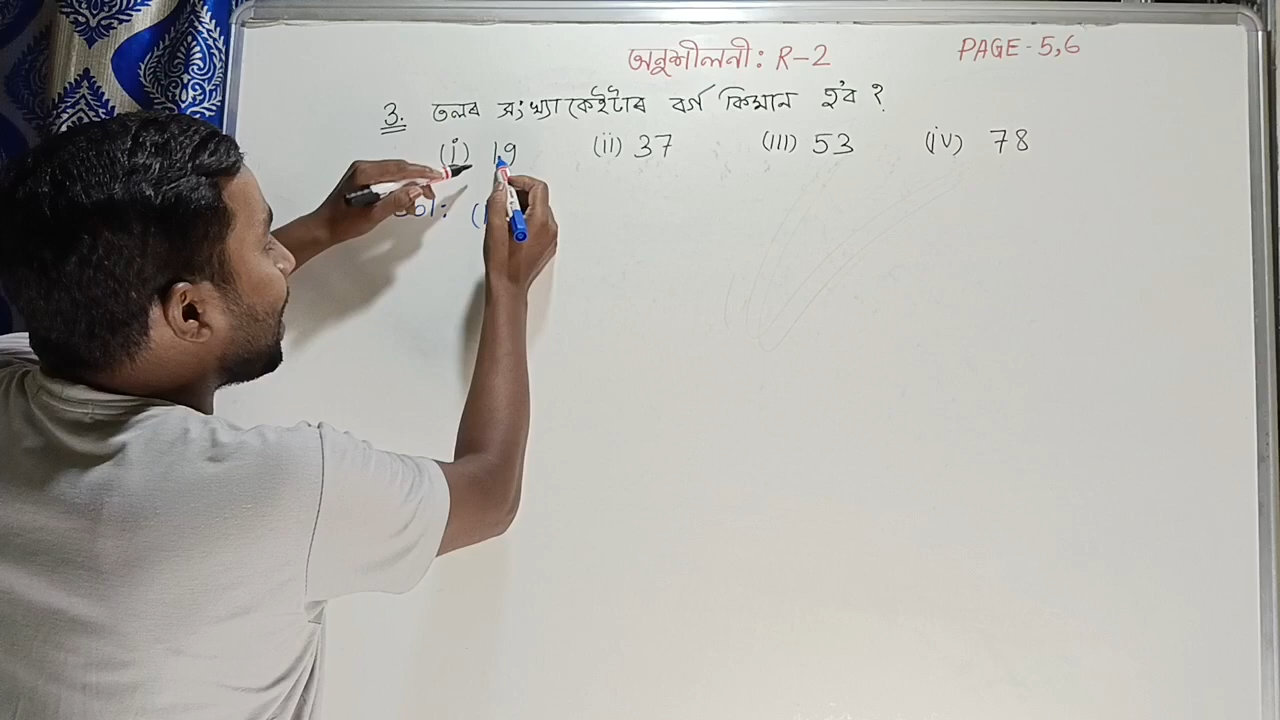 অনুশীলনী: R-2 PAGE-5,6
3. তলৰ সংখ্যাকেইটাৰ বৰ্গ কিমান হ'ব ?
(i) 19 (ii) 37 (iii) 53 (iv) 78
Sol: